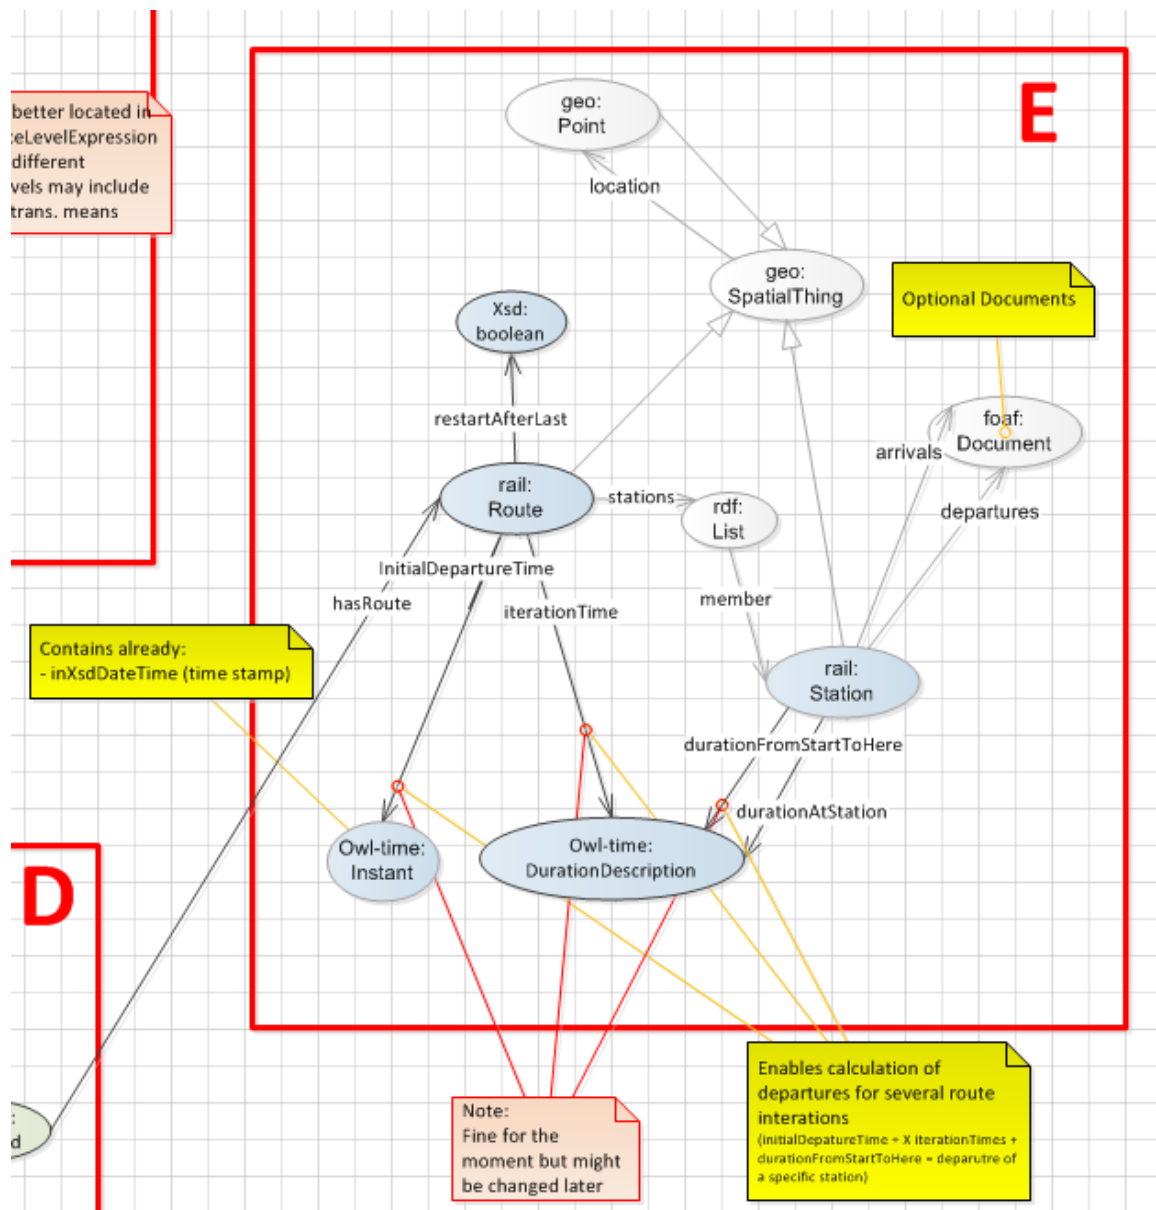 E
geo:
Point
better located in
eLevelExpression
different
vels may include
trans. means
location
geo:
SpatialThing
Optional Documents
Xsd:
boolean
restartAfterLast
foaf:
Document
arrivals
rail:
Route
stations
rdf:
List
departures
InitialDepartureTime
hasRoute
iterationTime
member
Contains already:
- inXsdDateTime (time stamp)
rail:
Station
durationFromStartToHere
durationAtStation
Owl-time:
Instant
Owl-time:
DurationDescription
D
Enables calculation of
departures for several route
interations
(initialDepatureTime + X iterationTimes +
durationFromStartToHere = deparutre of
a specific station)
Note:
Fine for the
moment but might
be changed later
:
d